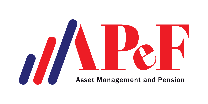 APeF
Asset Management and Pension